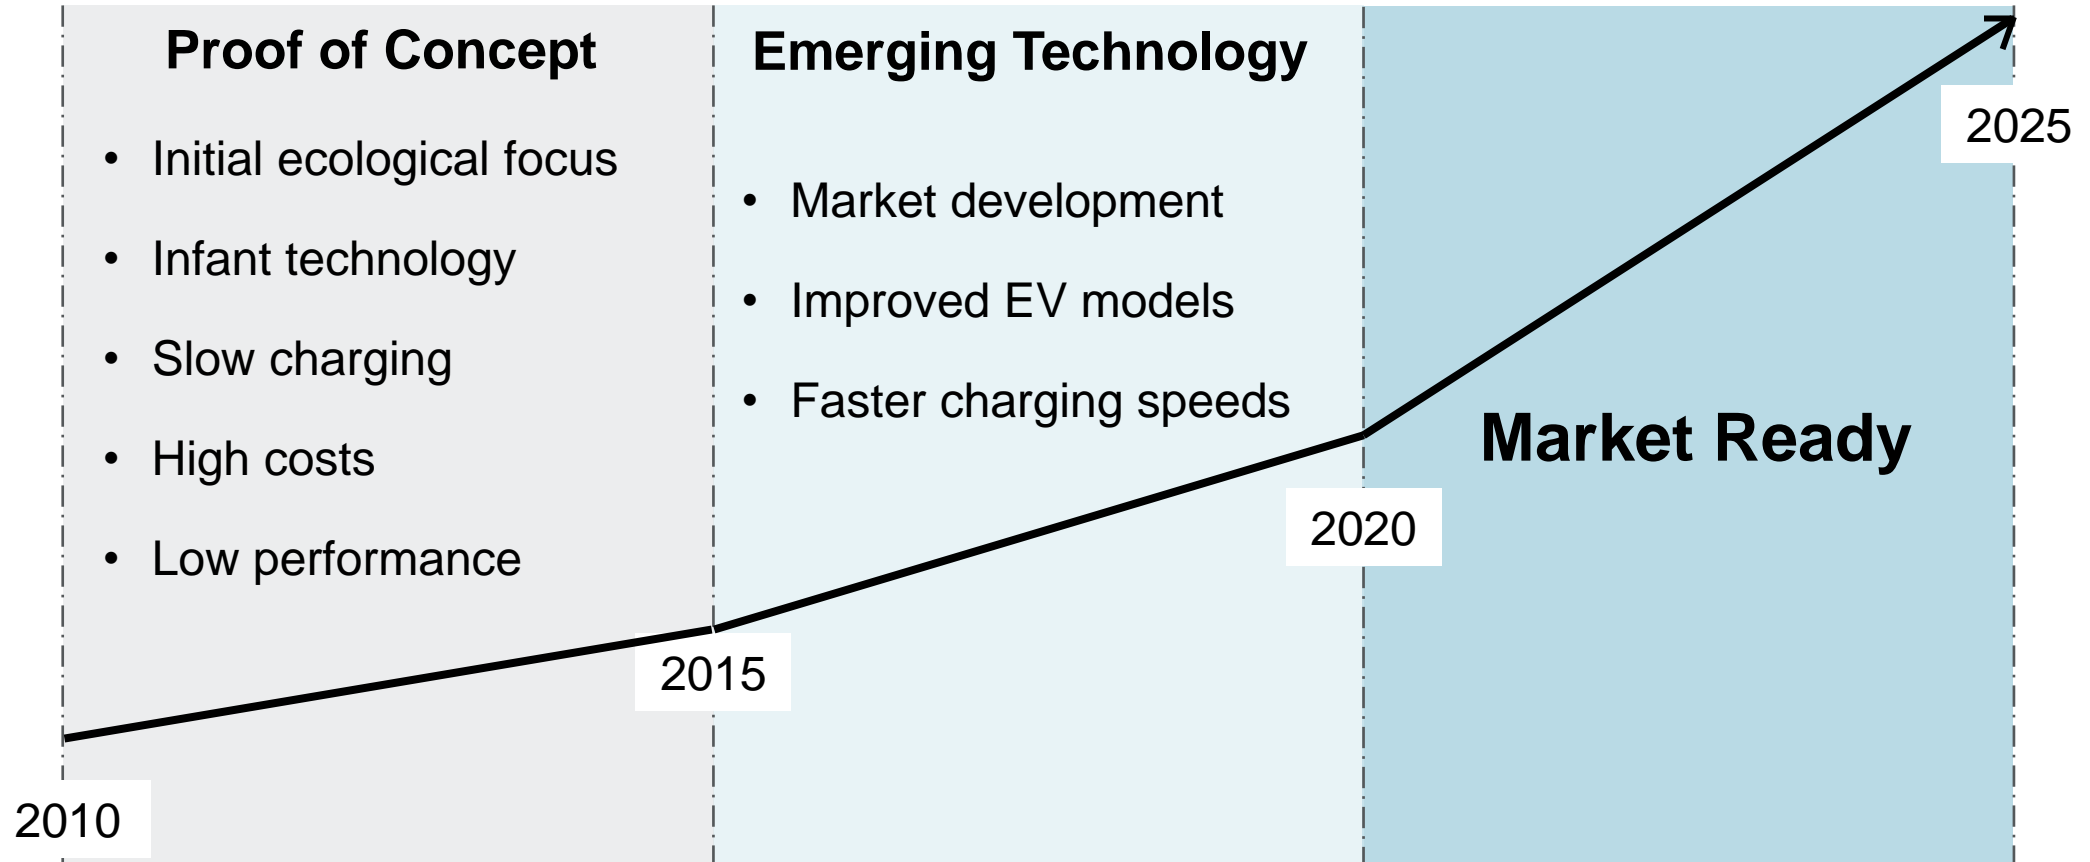 Proof of Concept
• Initial ecological focus
• Infant technology
• Slow charging
• High costs
• Low performance
Emerging Technology
• Market development
• Improved EV models
• Faster charging speeds
Market Ready
2010
2015
2020
2025